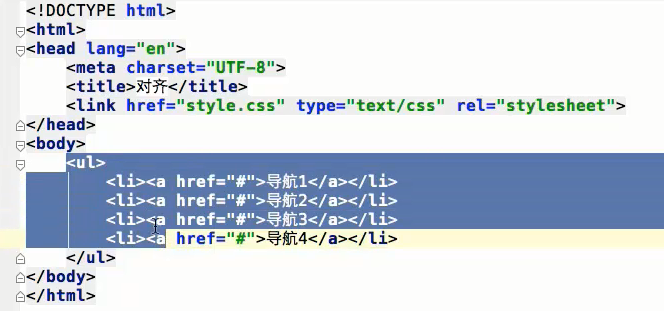 <!DOCTYPE html>
<html>
<head lang="en">
    <meta charset="UTF-8">
    <title>对齐</title>
    <link href="style.css" type="text/css" rel="stylesheet">
</head>
<body>
    <ul>
        <li><a href="#">导航1</a></li>
        <li><a href="#">导航2</a></li>
        <li><a href="#">导航3</a></li>
        <li><a href="#">导航4</a></li>
    </ul>
</body>
</html>